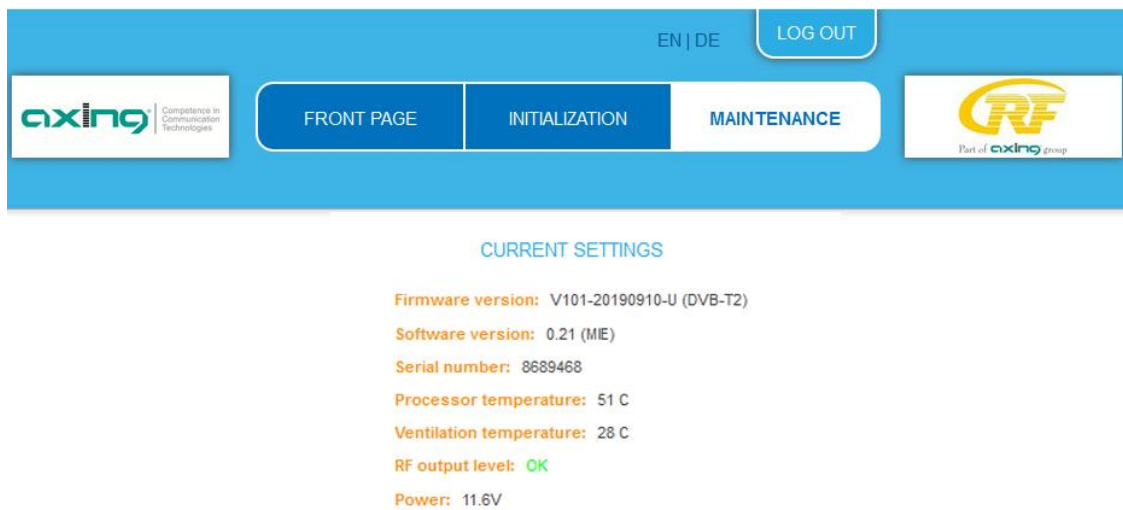 EN | DE
LOG OUT
axing
Competence in
Communication
Technologies
FRONT PAGE
INITIALIZATION
MAINTENANCE
CRF
Part of axing group
CURRENT SETTINGS
Firmware version: V101-20190910-U (DVB-T2)
Software version: 0.21 (MIE)
Serial number: 8689468
Processor temperature: 51 C
Ventilation temperature: 28 C
RF output level: OK
Power: 11.6V